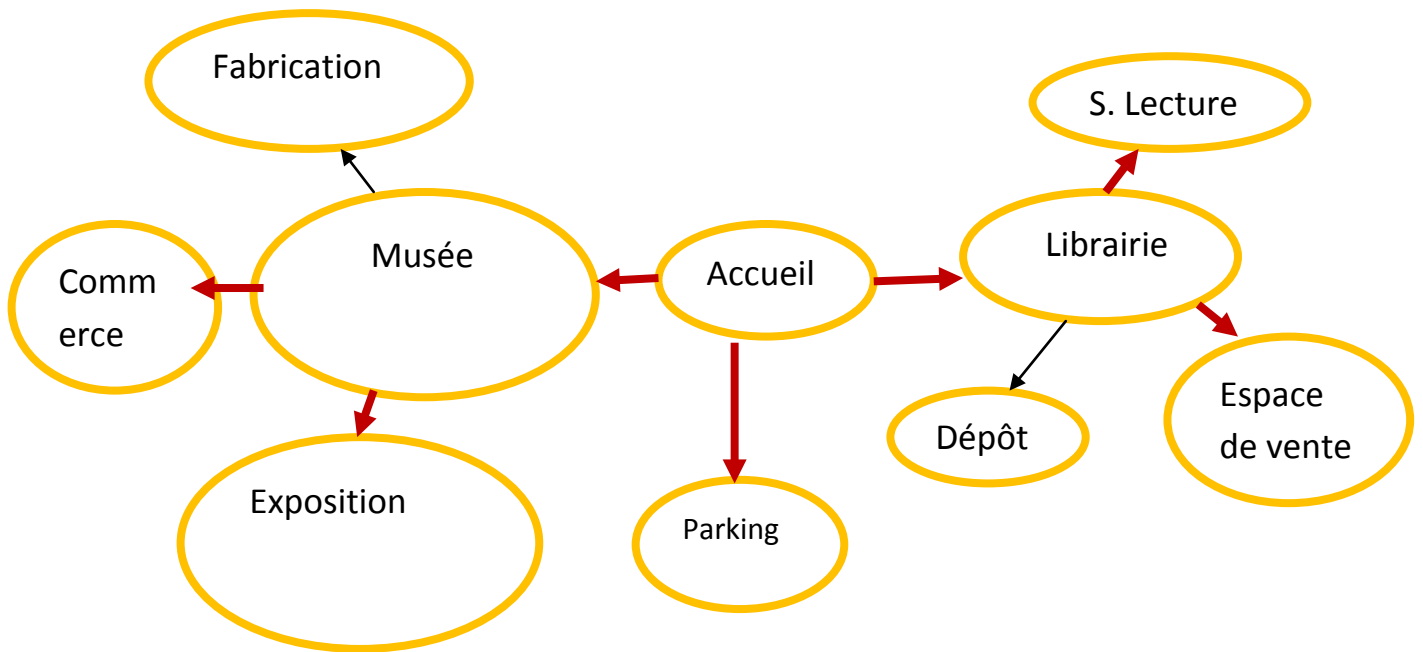 Fabrication
S. Lecture
Musée
Accueil
Librairie
Comm
erce
Exposition
Parking
Dépôt
Espace
de vente